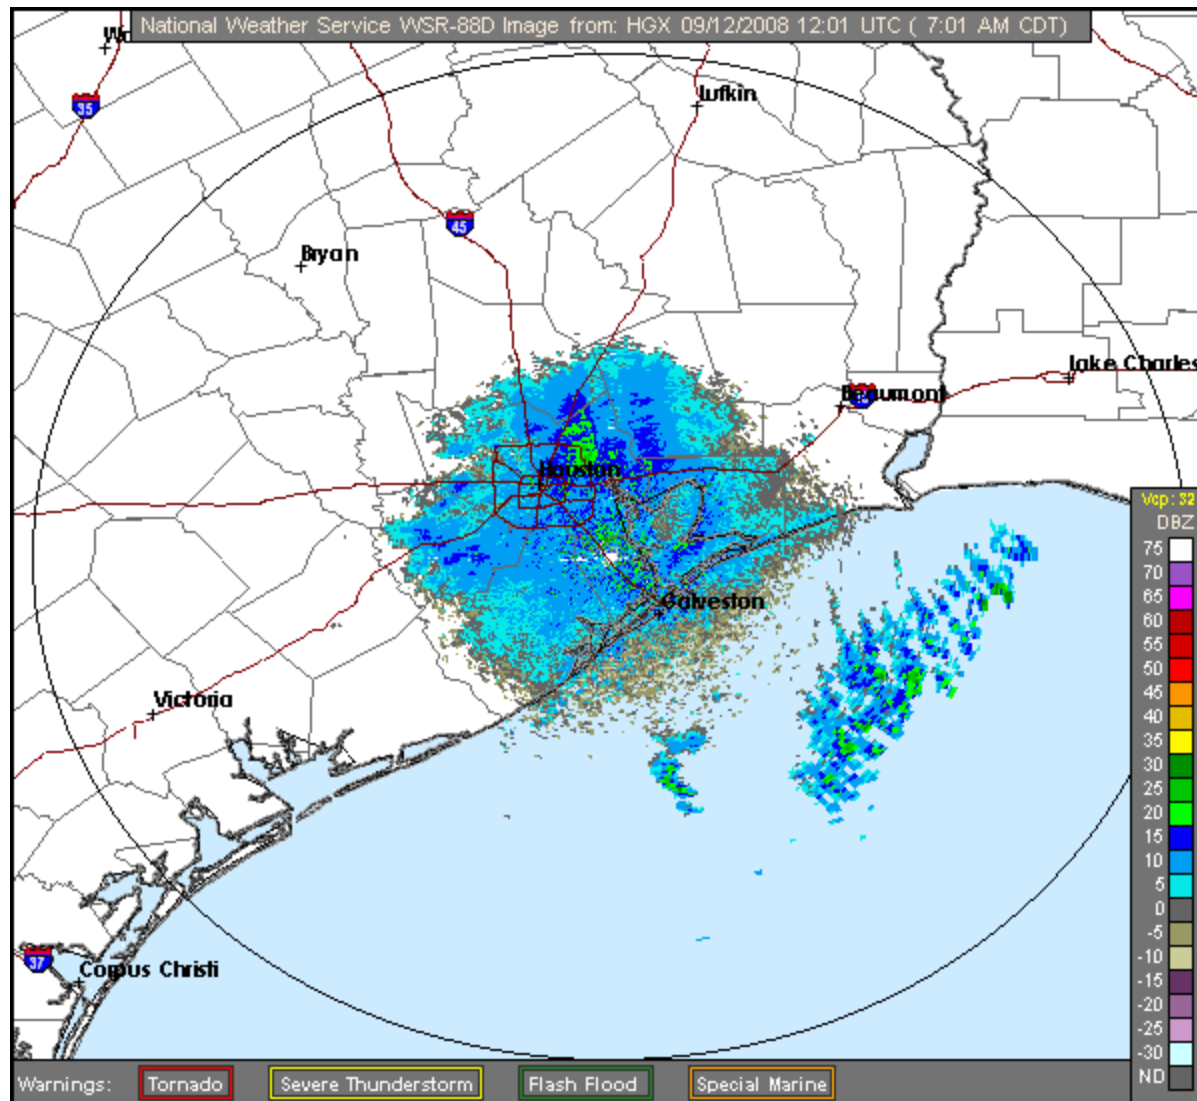 National Weather Service WSR-88D Image from: HGX 09/12/2008 12:01 UTC ( 7:01 AM CDT)
Lufkin
35
45
Bryan
Lake Charles
Beaumont
Houston
Vcp: 32
DBZ
75
70
65
60
55
50
45
40
35
30
25
20
15
10
5
0
-5
-10
-15
-20
-25
-30
ND
Galveston
Victoria
37
Corpus Christi
Warnings: Tornado Severe Thunderstorm Flash Flood Special Marine